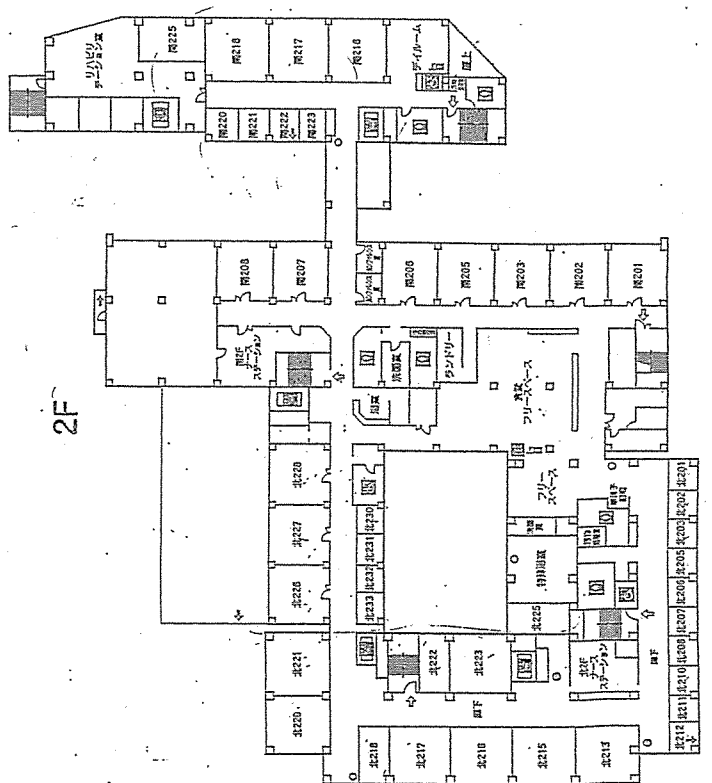 2F
リハビリ
テーション室
南225
南218
南217
南216
デイルーム
廊下
南220
南221
南222
南223
南208
南207
南206
南205
南203
南202
南201
南2F
ナース
ステーション
洗面室
ランドリー
浴室
食堂
フリースペース
フリー
スペース
北228
北227
北226
北230
北231
北232
北233
特別浴室
北225
北201
北202
北203
北205
北206
北207
北208
北210
北211
北212
廊下
北2F
ナース
ステーション
北221
北220
北222
北223
廊下
北218
北217
北216
北215
北213